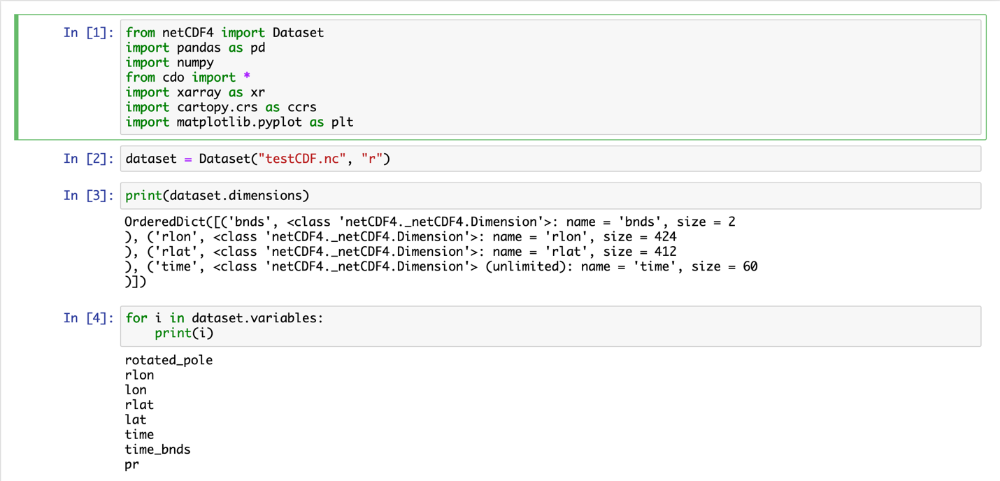 In [1]: from netCDF4 import Dataset
import pandas as pd
import numpy
from cdo import *
import xarray as xr
import cartopy.crs as ccrs
import matplotlib.pyplot as plt
In [2]: dataset = Dataset("testCDF.nc", "r")
In [3]: print(dataset.dimensions)
OrderedDict([('bnds', <class 'netCDF4._netCDF4.Dimension'>: name = 'bnds', size = 2
), ('rlon', <class 'netCDF4._netCDF4.Dimension'>: name = 'rlon', size = 424
), ('rlat', <class 'netCDF4._netCDF4.Dimension'>: name = 'rlat', size = 412
), ('time', <class 'netCDF4._netCDF4.Dimension'> (unlimited): name = 'time', size = 60
)])
In [4]: for i in dataset.variables:
    print(i)
rotated_pole
rlon
lon
rlat
lat
time
time_bnds
pr